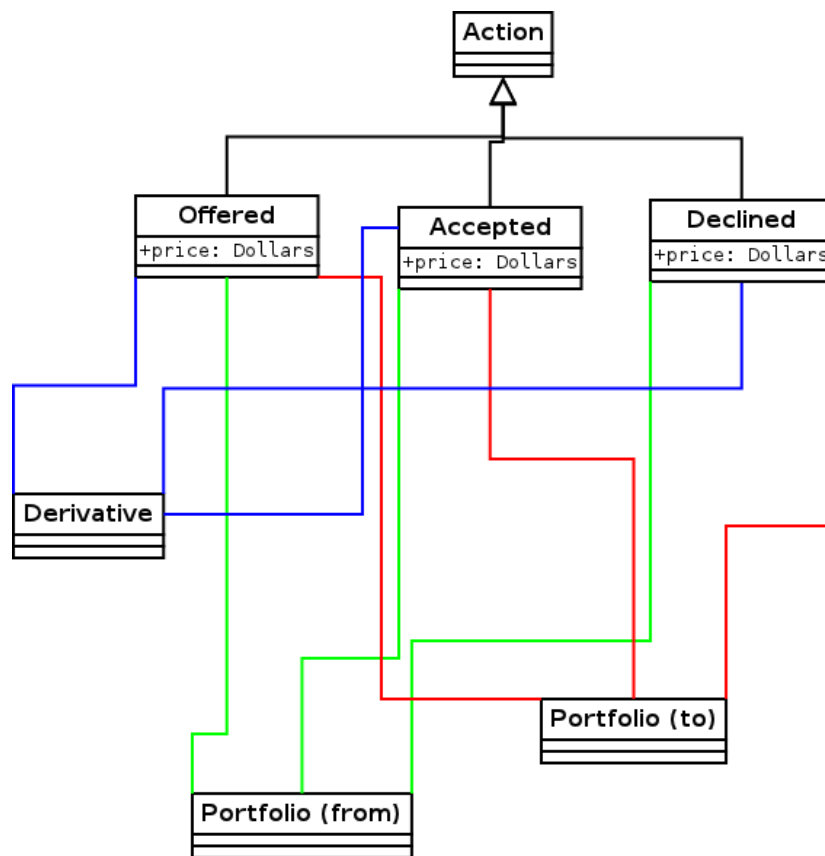 Action
Offered
+price: Dollars
Accepted
+price: Dollars
Declined
+price: Dollars
Derivative
Portfolio (to)
Portfolio (from)